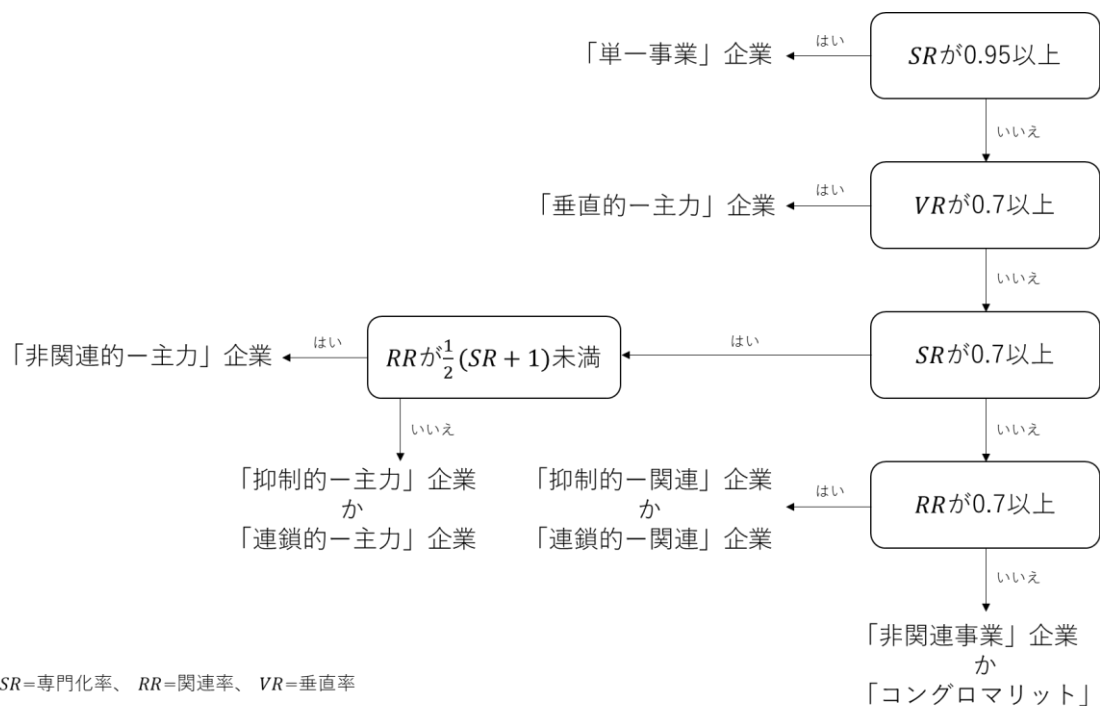 SRが0.95以上
はい
「単一事業」企業
いいえ
VRが0.7以上
はい
「垂直的ー主力」企業
いいえ
SRが0.7以上
はい
RRが\frac{1}{2}(SR + 1)未満
はい
「非関連的ー主力」企業
いいえ
「抑制的ー主力」企業
か
「連鎖的ー主力」企業
いいえ
RRが0.7以上
はい
「抑制的ー関連」企業
か
「連鎖的ー関連」企業
いいえ
「非関連事業」企業
か
「コングロマリット」
SR=専門化率、 RR=関連率、 VR=垂直率